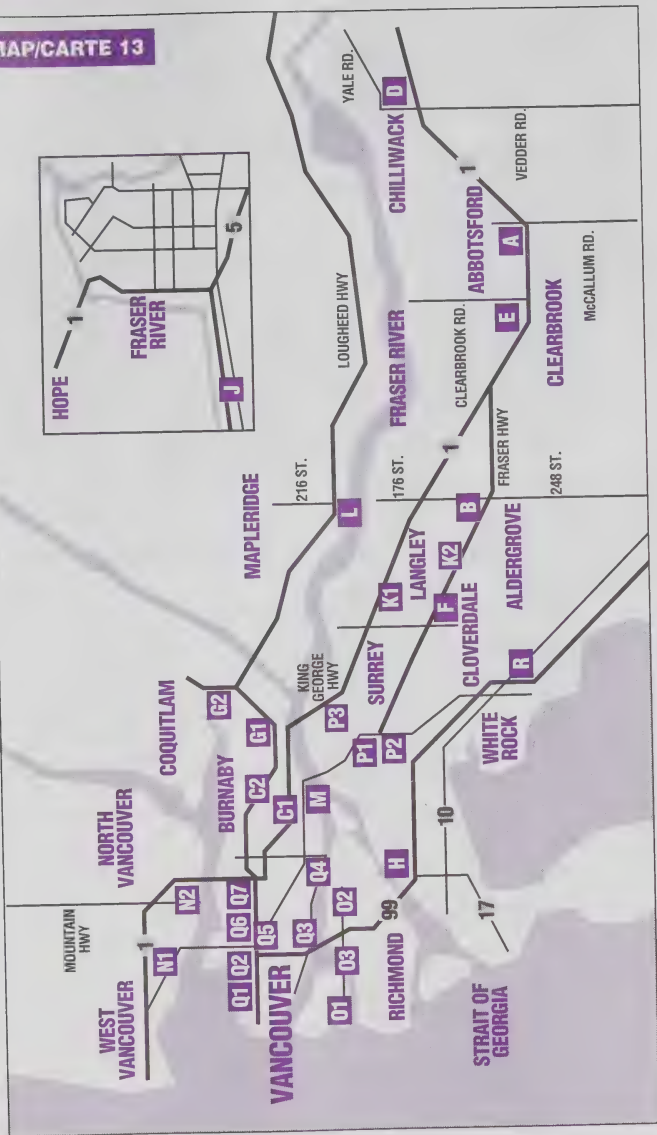 MAP/CARTE 13
HOPE
1
FRASER
RIVER
5
J
YALE RD.
D
CHILLIWACK
VEDDER RD.
1
ABBOTSFORD
A
McCALLUM RD.
LOUGHEED HWY
FRASER RIVER
CLEARBROOK RD.
E
CLEARBROOK
MAPLERIDGE
216 ST.
L
176 ST.
1
FRASER HWY
248 ST.
B
K1
LANGLEY
K2
F
ALDERGROVE
COQUITLAM
G2
G1
KING
GEORGE
HWY
SURREY
CLOVERDALE
R
P3
P1
P2
WHITE
ROCK
NORTH
VANCOUVER
BURNABY
C2
C1
M
MOUNTAIN
HWY
1
N2
N1
WEST
VANCOUVER
Q1
Q2
Q6
Q7
Q5
Q4
Q3
VANCOUVER
O2
O3
O1
H
99
10
17
RICHMOND
STRAIT OF
GEORGIA